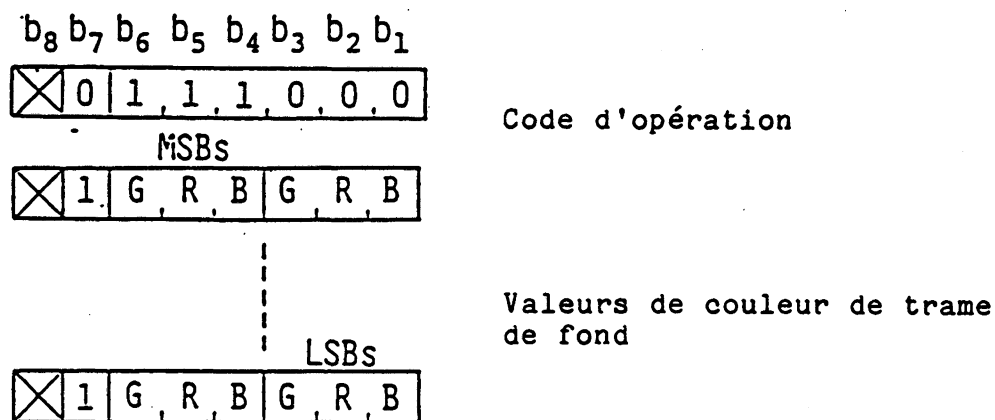 b8 b7 b6 b5 b4 b3 b2 b1
0 1 1 1 0 0 0
Code d'opération
MSBs
1 G R B G R B
Valeurs de couleur de trame
de fond
LSBs
1 G R B G R B